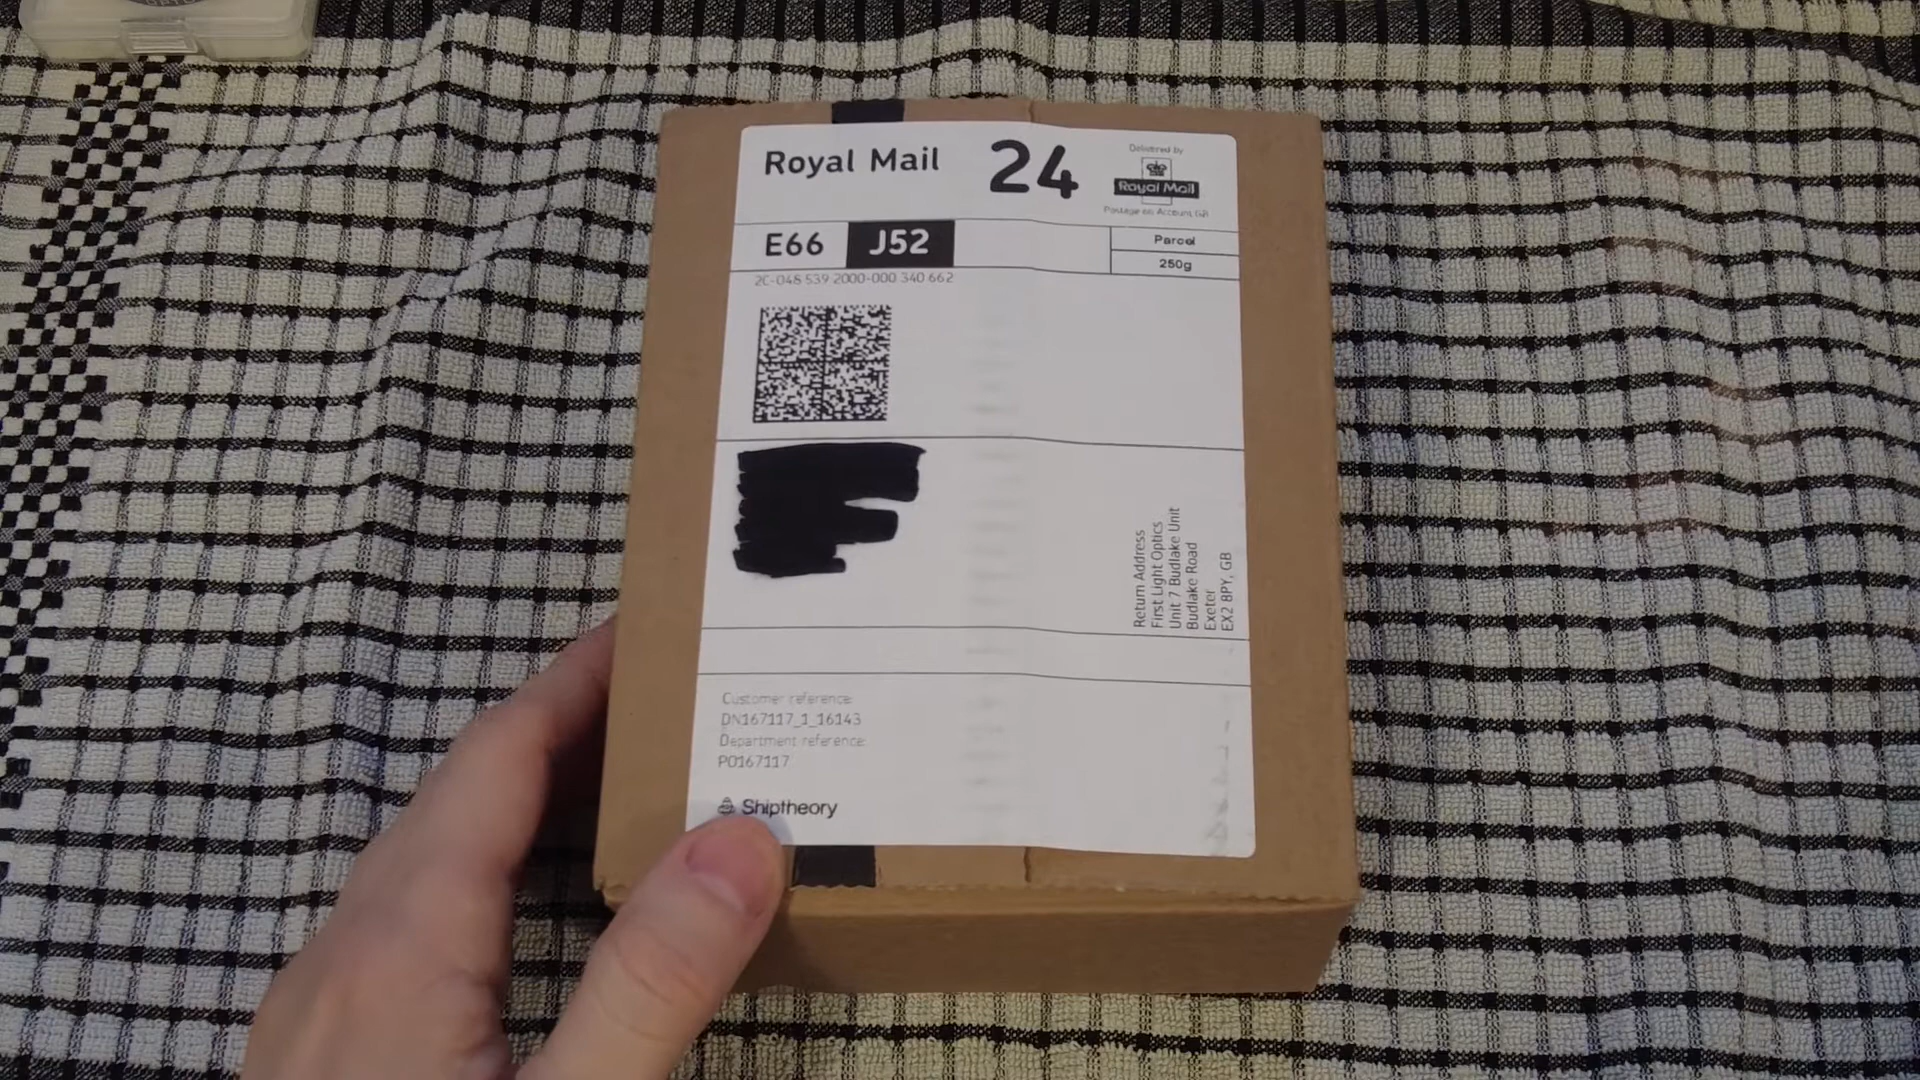 Royal Mail 24
Delivered by
Royal Mail
Postage on Account GB
E66 J52
Parcel
250g
2C-048 539 2000-000 340 662
Return Address
First Light Optics
Unit 7 Budlake Unit
Budlake Road
Exeter
EX2 8PY, GB
Customer reference:
DN167117_1_16143
Department reference:
PO167117
Shiptheory